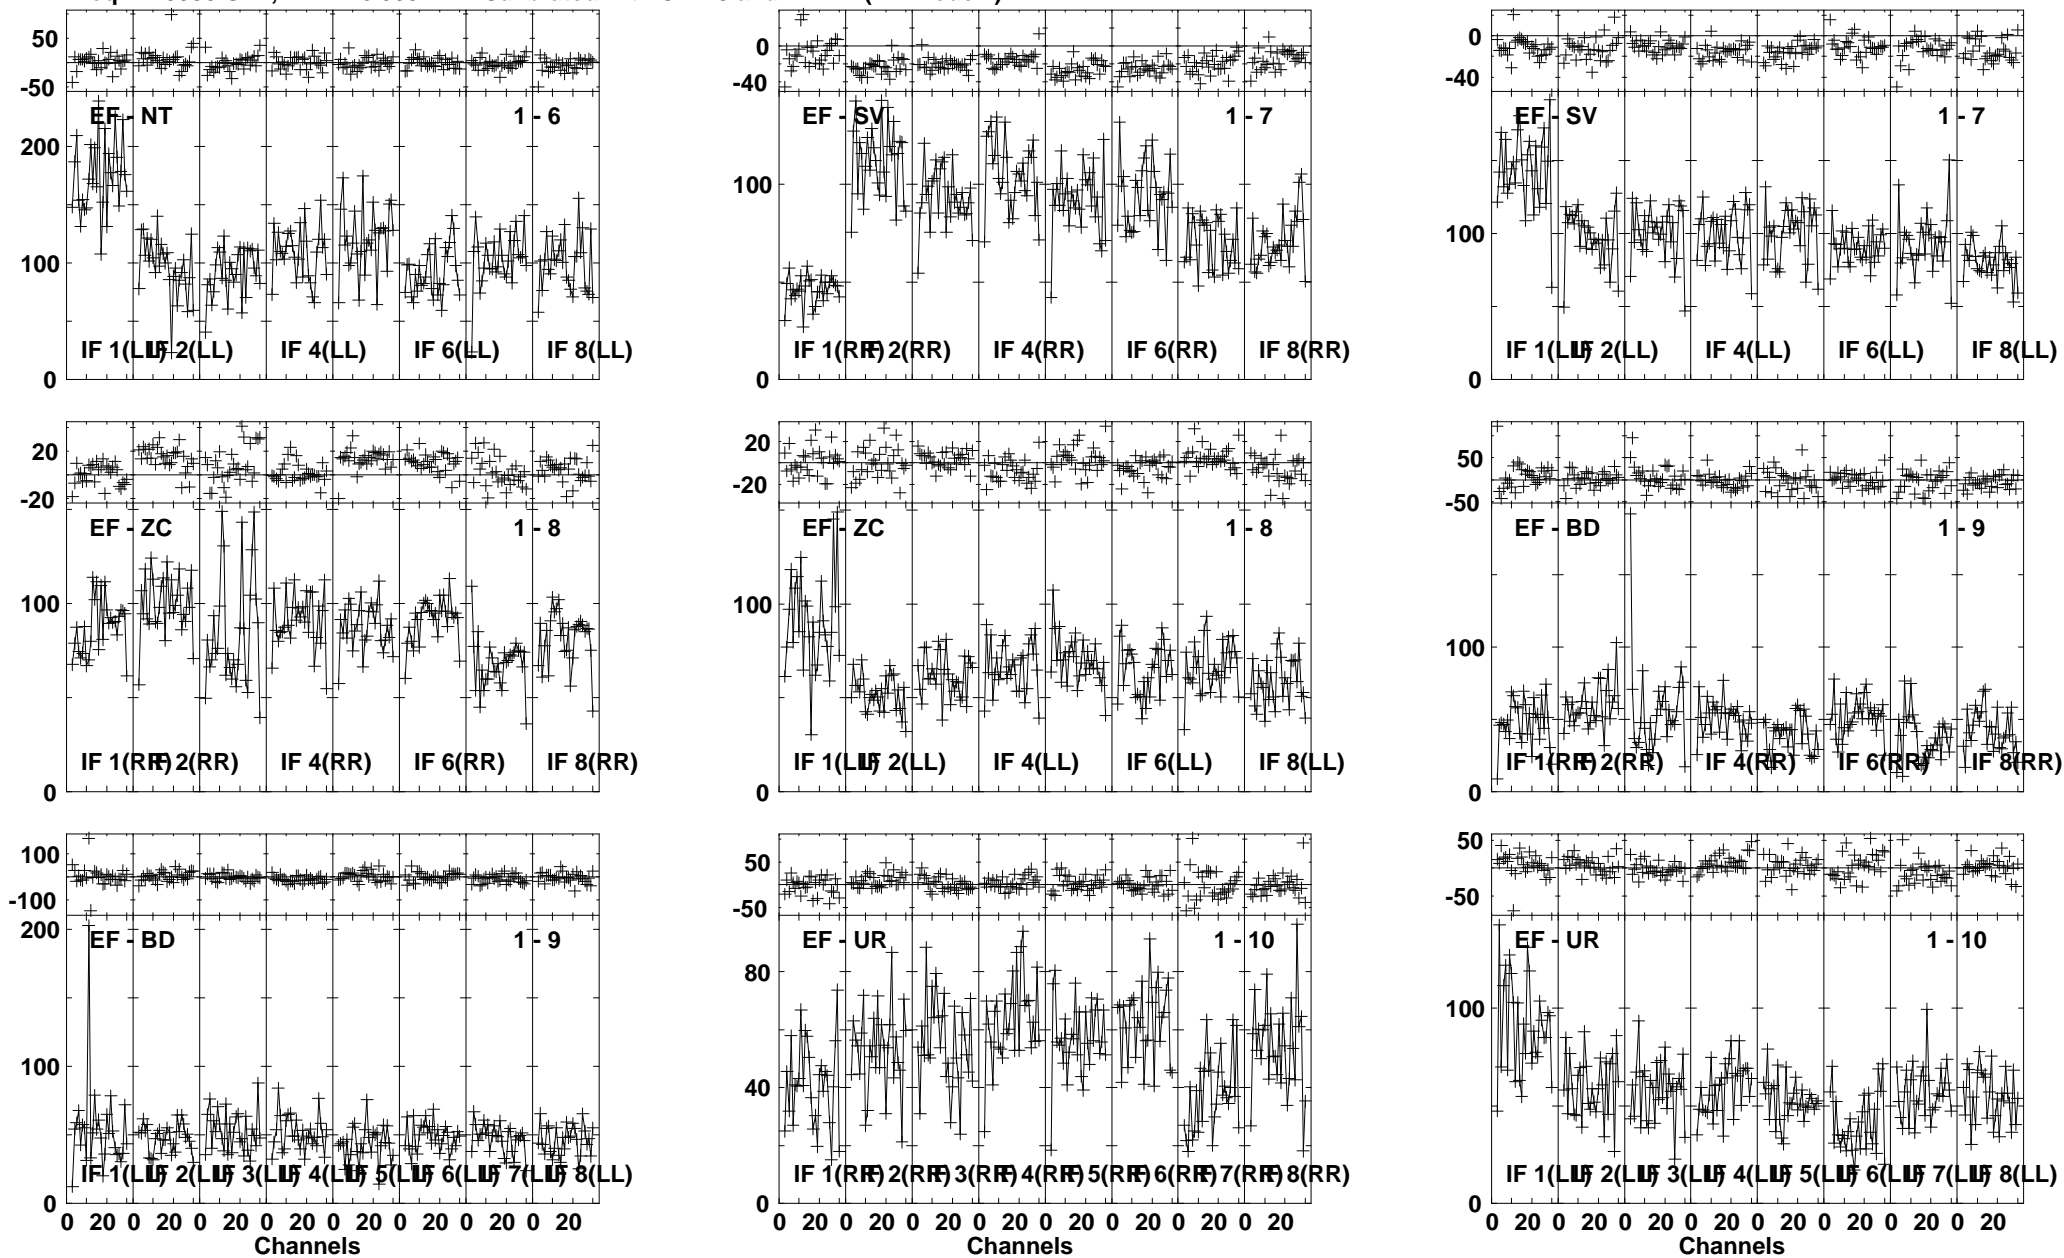 50
0
-50
EF - NT 1 - 6
200
100
0
IF 1(LL) IF 2(LL) IF 4(LL) IF 6(LL) IF 8(LL)
0
-40
EF - SV 1 - 7
100
0
IF 1(RR) IF 2(RR) IF 4(RR) IF 6(RR) IF 8(RR)
0
-40
EF - SV 1 - 7
100
0
IF 1(LL) IF 2(LL) IF 4(LL) IF 6(LL) IF 8(LL)
20
-20
EF - ZC 1 - 8
100
0
IF 1(RR) IF 2(RR) IF 4(RR) IF 6(RR) IF 8(RR)
20
-20
EF - ZC 1 - 8
100
0
IF 1(LL) IF 2(LL) IF 4(LL) IF 6(LL) IF 8(LL)
50
-50
EF - BD 1 - 9
100
0
IF 1(RR) IF 2(RR) IF 4(RR) IF 6(RR) IF 8(RR)
100
-100
EF - BD 1 - 9
200
100
0
IF 1(LL) IF 2(LL) IF 3(LL) IF 4(LL) IF 5(LL) IF 6(LL) IF 7(LL) IF 8(LL)
0 20 0 20 0 20 0 20 0 20 0 20 0 20 0 20
Channels
50
-50
EF - UR 1 - 10
80
40
0
IF 1(RR) IF 2(RR) IF 3(RR) IF 4(RR) IF 5(RR) IF 6(RR) IF 7(RR) IF 8(RR)
0 20 0 20 0 20 0 20 0 20 0 20 0 20 0 20
Channels
50
-50
EF - UR 1 - 10
100
0
IF 1(LL) IF 2(LL) IF 3(LL) IF 4(LL) IF 5(LL) IF 6(LL) IF 7(LL) IF 8(LL)
0 20 0 20 0 20 0 20 0 20 0 20 0 20 0 20
Channels